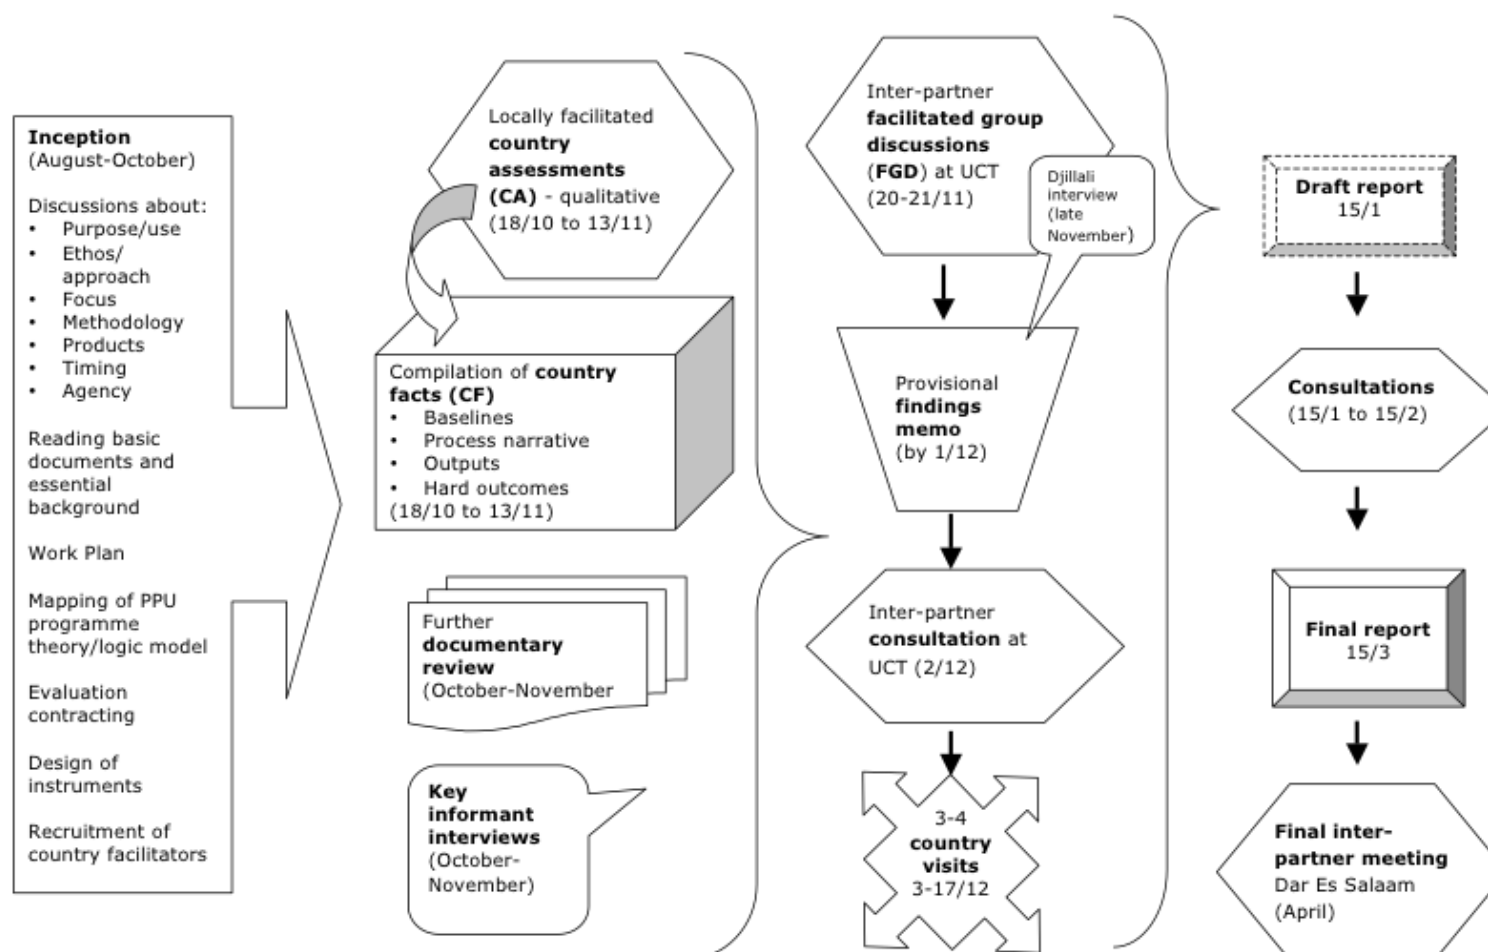 Inception
(August-October)
Discussions about:
• Purpose/use
• Ethos/
approach
• Focus
• Methodology
• Products
• Timing
• Agency
Reading basic
documents and
essential
background
Work Plan
Mapping of PPU
programme
theory/logic model
Evaluation
contracting
Design of
instruments
Recruitment of
country facilitators
Locally facilitated
country
assessments
(CA) - qualitative
(18/10 to 13/11)
Compilation of country
facts (CF)
• Baselines
• Process narrative
• Outputs
• Hard outcomes
(18/10 to 13/11)
Further
documentary
review
(October-November
Key
informant
interviews
(October-
November)
Inter-partner
facilitated group
discussions
(FGD) at UCT
(20-21/11)
Djillali
interview
(late
November)
Provisional
findings
memo
(by 1/12)
Inter-partner
consultation at
UCT (2/12)
3-4
country
visits
3-17/12
Draft report
15/1
Consultations
(15/1 to 15/2)
Final report
15/3
Final inter-
partner meeting
Dar Es Salaam
(April)